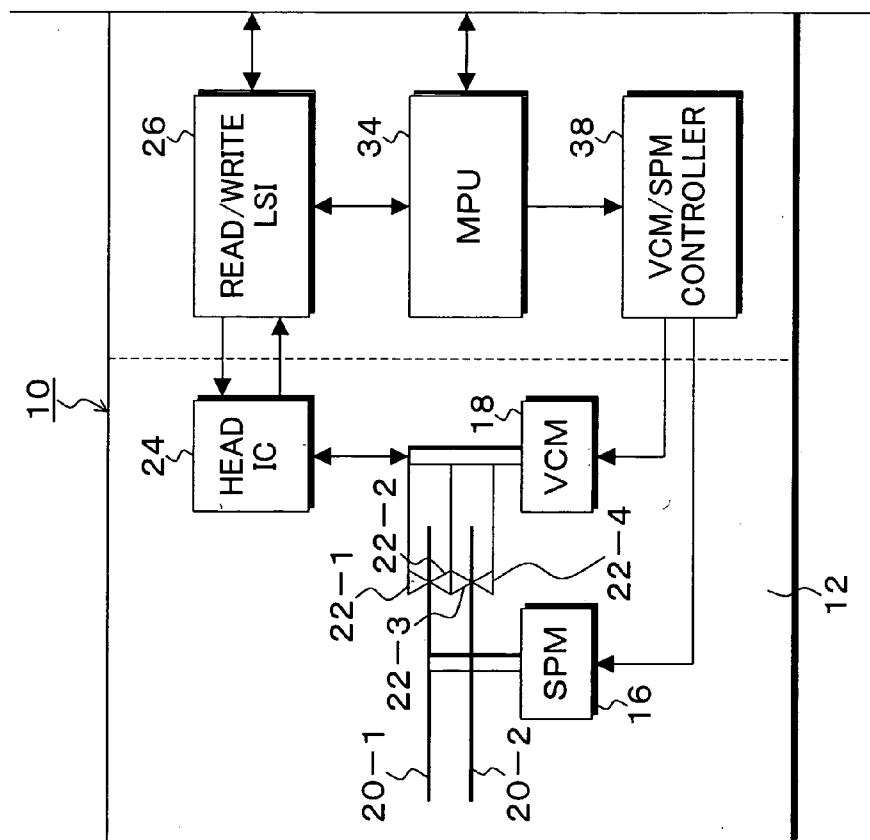 10
24
26
HEAD
IC
READ/WRITE
LSI
22-1
22-2
22-3
22-4
20-1
20-2
34
MPU
18
VCM
SPM
16
38
VCM/SPM
CONTROLLER
12